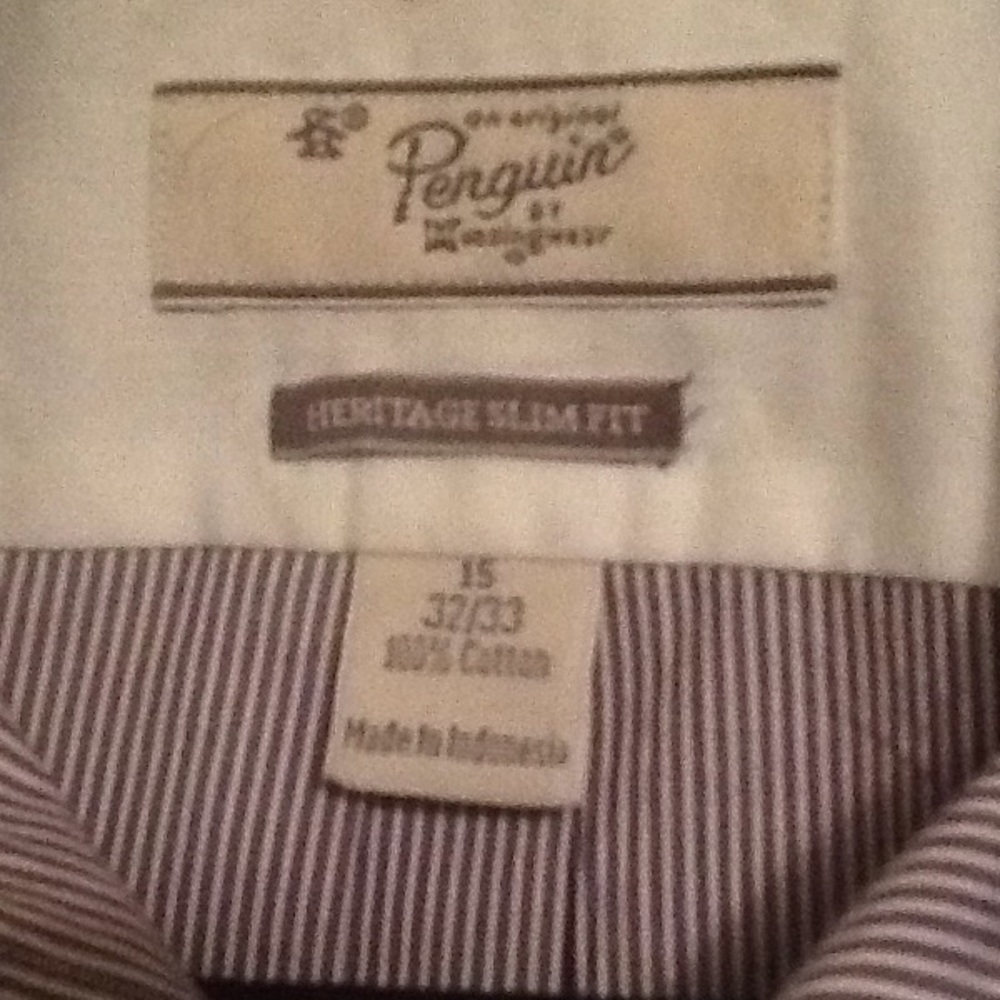 an original
Penguin
BY
Munsingwear
HERITAGE SLIM FIT
15
32/33
100% Cotton
Made In Indonesia